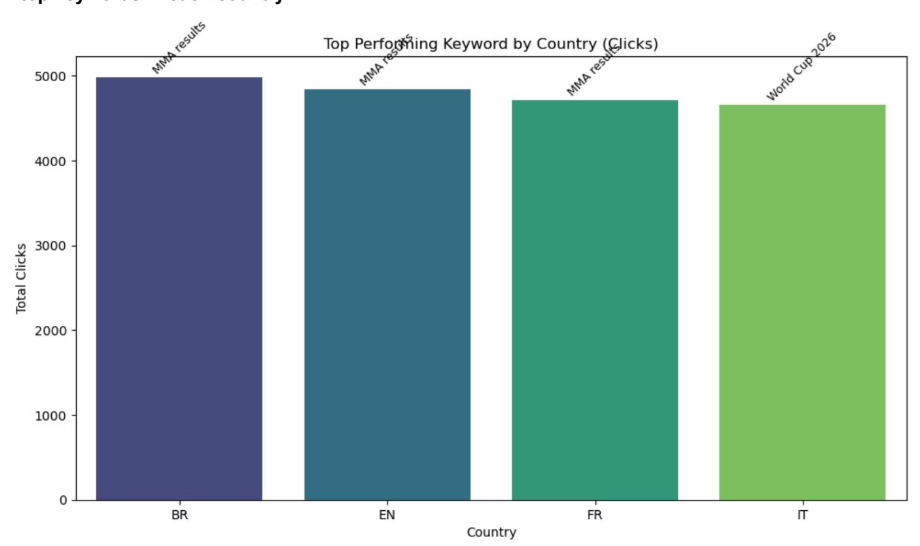 Top Performing Keyword by Country (Clicks)
MMA results
MMA results
MMA results
World Cup 2026
5000
4000
3000
2000
1000
0
Total Clicks
BR
EN
FR
IT
Country